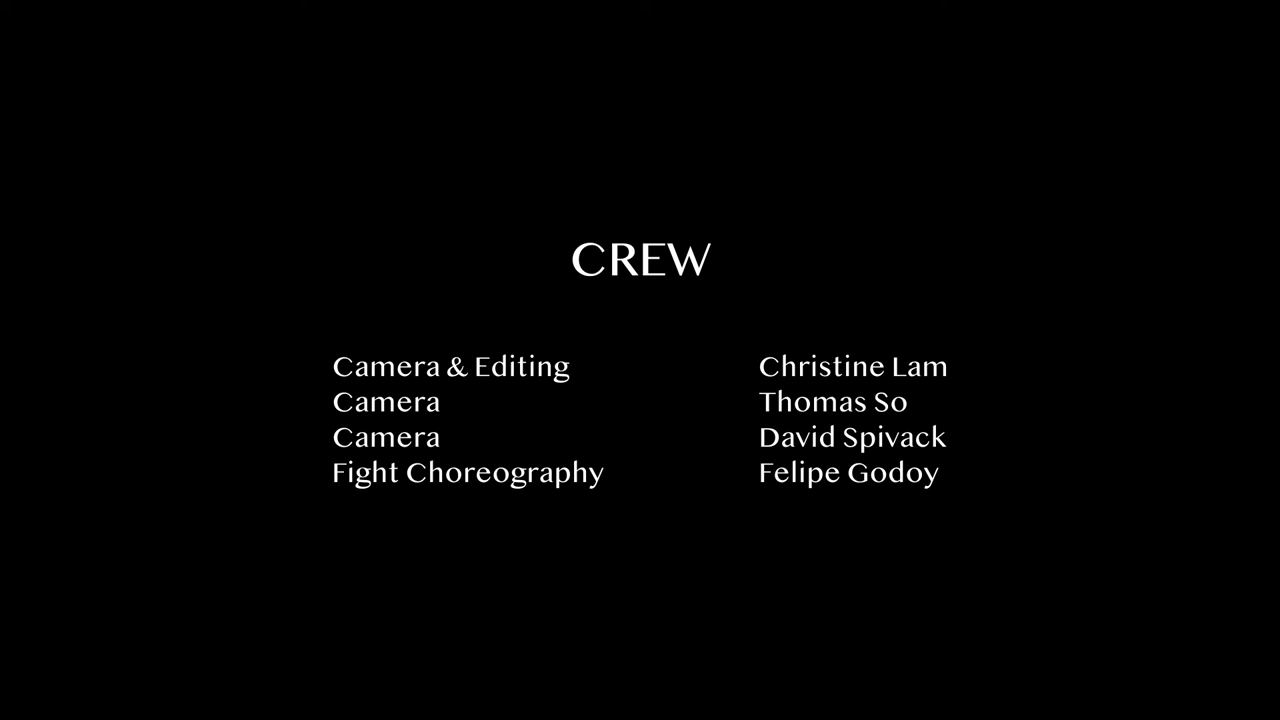 CREW
Camera & Editing Christine Lam
Camera Thomas So
Camera David Spivack
Fight Choreography Felipe Godoy